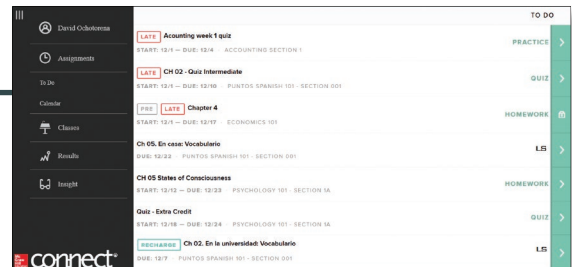 TO DO
David Ochotorena
Assignments
To Do
Calendar
Classes
Results
Insight
Mc Graw Hill Education
connect®
LATE Acounting week 1 quiz
START: 12/1 — DUE: 12/4 · ACCOUNTING SECTION 1
PRACTICE
LATE CH 02 - Quiz Intermediate
START: 12/1 — DUE: 12/10 · PUNTOS SPANISH 101 - SECTION 001
QUIZ
PRE LATE Chapter 4
START: 12/1 — DUE: 12/17 · ECONOMICS 101
HOMEWORK
Ch 05. En casa: Vocabulario
DUE: 12/22 · PUNTOS SPANISH 101 - SECTION 001
LS
CH 05 States of Consciousness
START: 12/12 — DUE: 12/23 · PSYCHOLOGY 101 - SECTION 1A
HOMEWORK
Quiz - Extra Credit
START: 12/18 — DUE: 12/24 · PSYCHOLOGY 101 - SECTION 1A
QUIZ
RECHARGE Ch 02. En la universidad: Vocabulario
DUE: 12/7 · PUNTOS SPANISH 101 - SECTION 001
LS